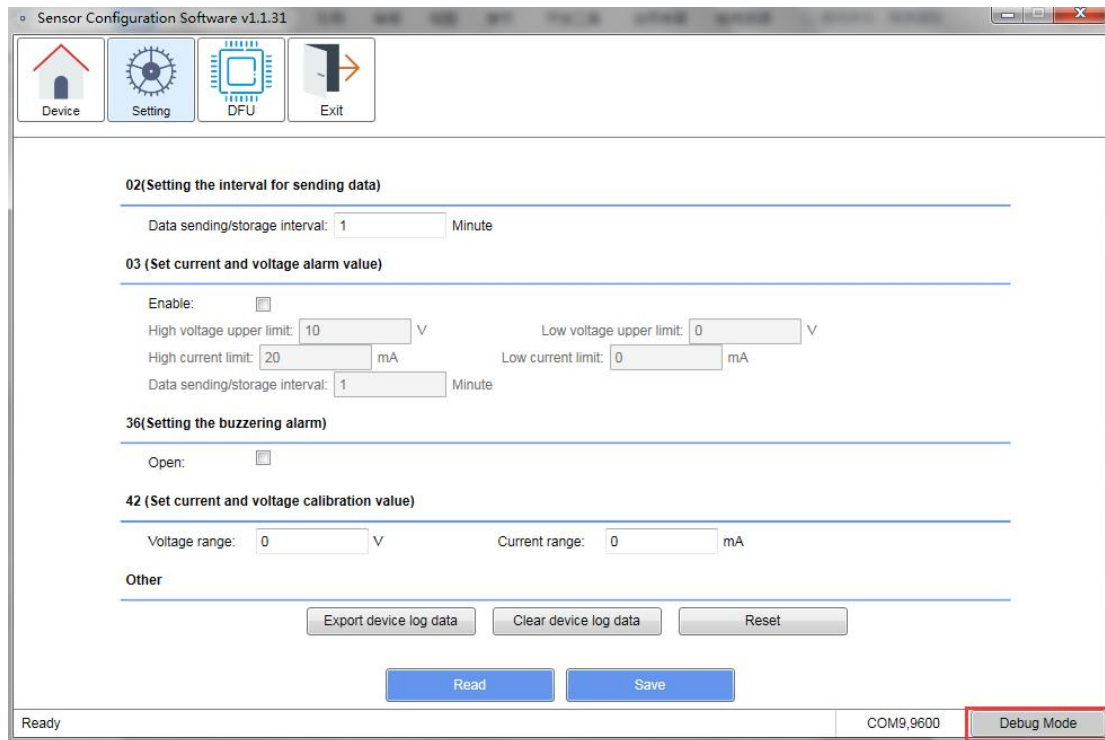 Sensor Configuration Software v1.1.31
Device Setting DFU Exit
02(Setting the interval for sending data)
Data sending/storage interval: 1 Minute
03 (Set current and voltage alarm value)
Enable:
High voltage upper limit: 10 V Low voltage upper limit: 0 V
High current limit: 20 mA Low current limit: 0 mA
Data sending/storage interval: 1 Minute
36(Setting the buzzering alarm)
Open:
42 (Set current and voltage calibration value)
Voltage range: 0 V Current range: 0 mA
Other
Export device log data Clear device log data Reset
Read Save
Ready COM9,9600 Debug Mode